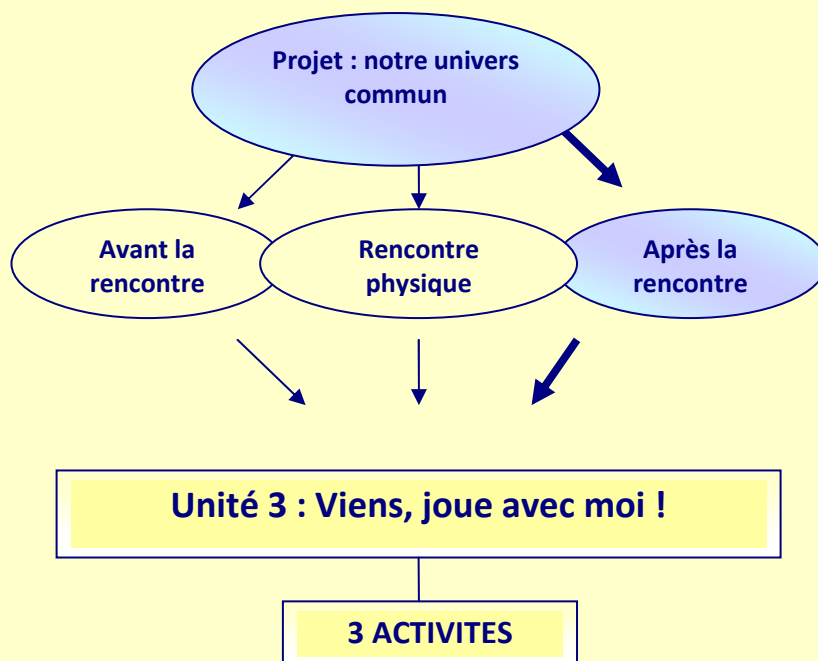 Projet : notre univers
commun
Avant la
rencontre
Rencontre
physique
Après la
rencontre
Unité 3 : Viens, joue avec moi !
3 ACTIVITES